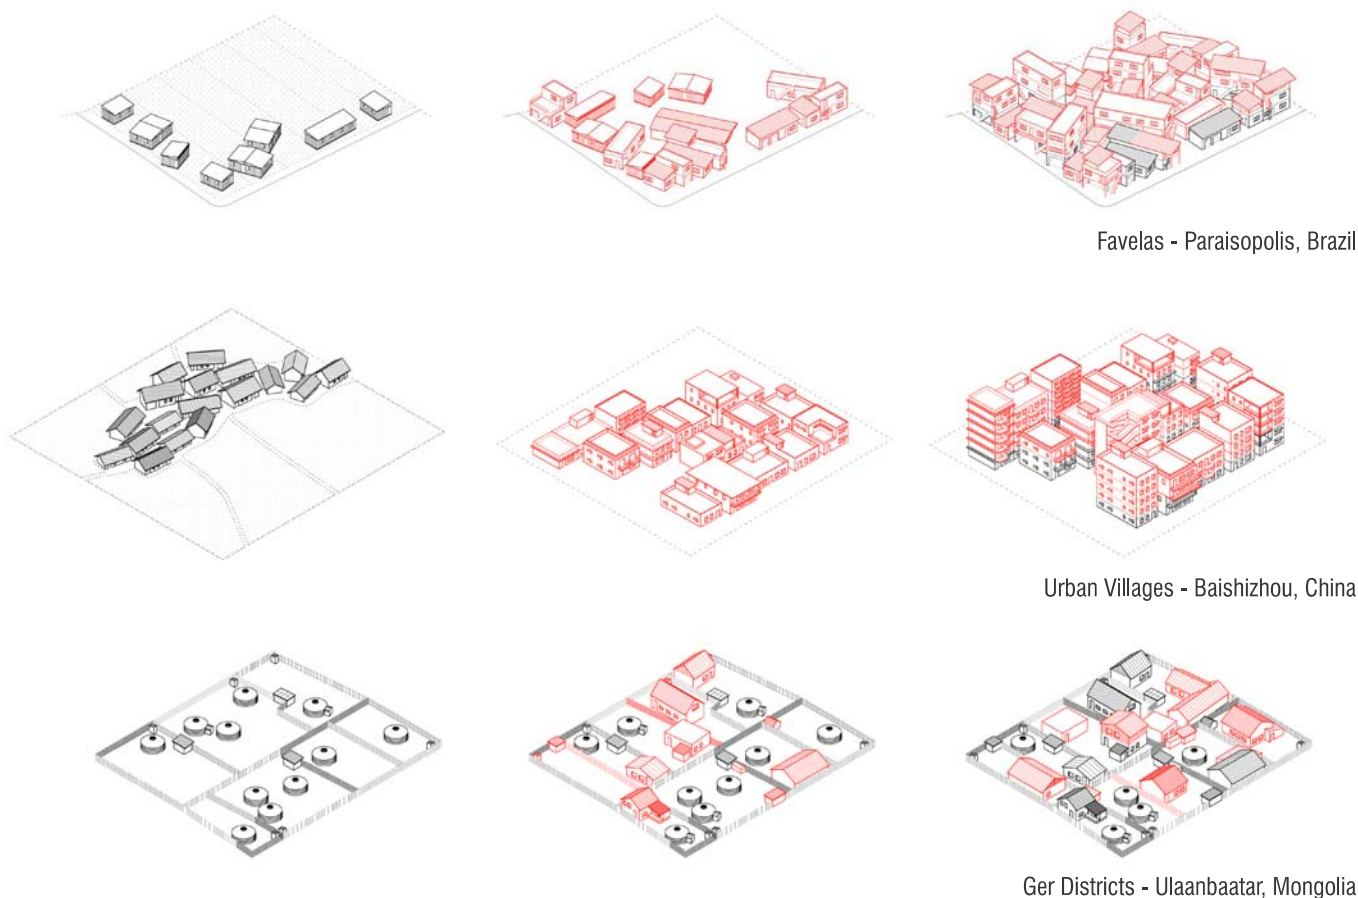 Favelas - Paraisopolis, Brazil
Urban Villages - Baishizhou, China
Ger Districts - Ulaanbaatar, Mongolia